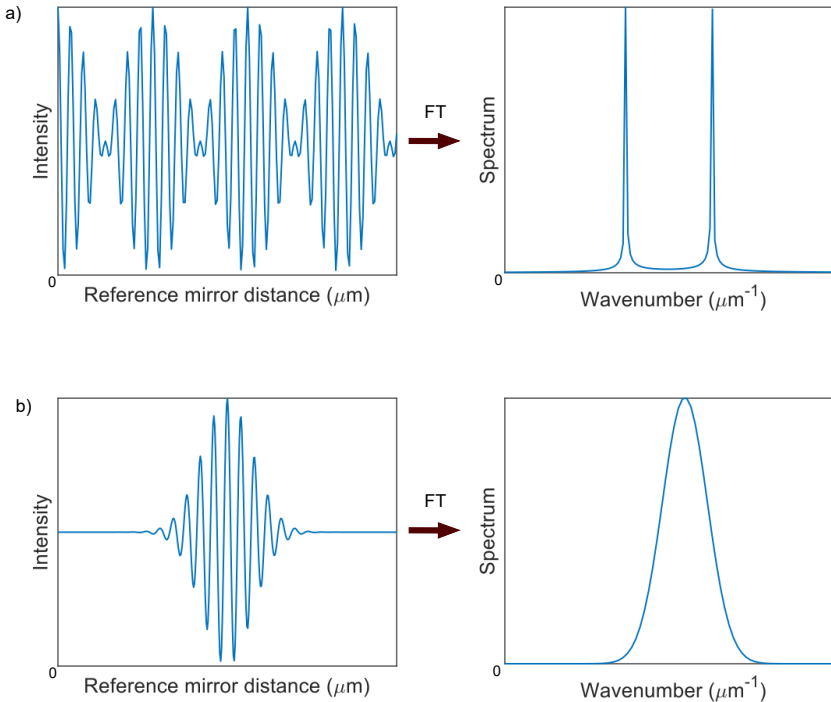 a)
Intensity
0
Reference mirror distance (μm)
FT
Spectrum
0
Wavenumber (μm⁻¹)
b)
Intensity
0
Reference mirror distance (μm)
FT
Spectrum
0
Wavenumber (μm⁻¹)